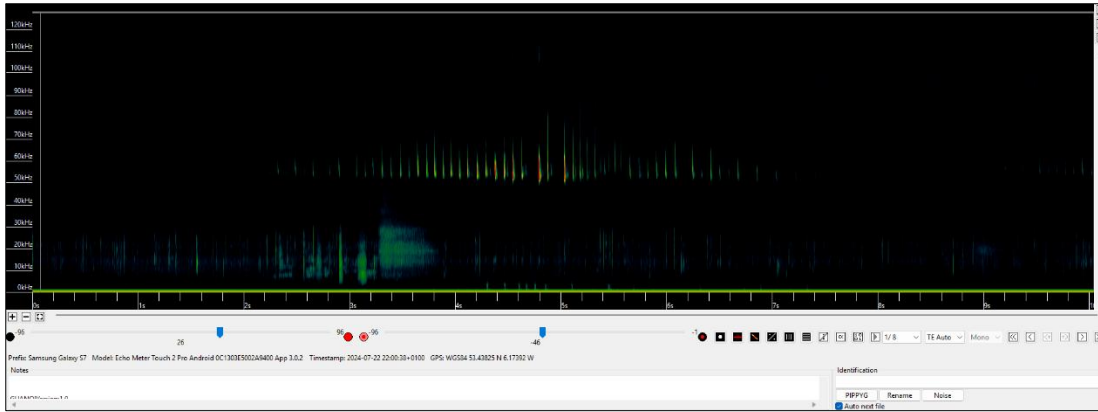 120kHz
110kHz
100kHz
90kHz
80kHz
70kHz
60kHz
50kHz
40kHz
30kHz
20kHz
10kHz
0kHz
0s 1s 2s 3s 4s 5s 6s 7s 8s 9s
-96 26 96 -96 -46 -1
1/8 TE Auto Mono
Prefix: Samsung Galaxy S7 Model: Echo Meter Touch 2 Pro Android 0C1303E5002A9400 App 3.0.2 Timestamp: 2024-07-22 22:00:38+0100 GPS: WGS84 53.43825 N 6.17392 W
Notes Identification
PIPPYG Rename Noise
Auto next file